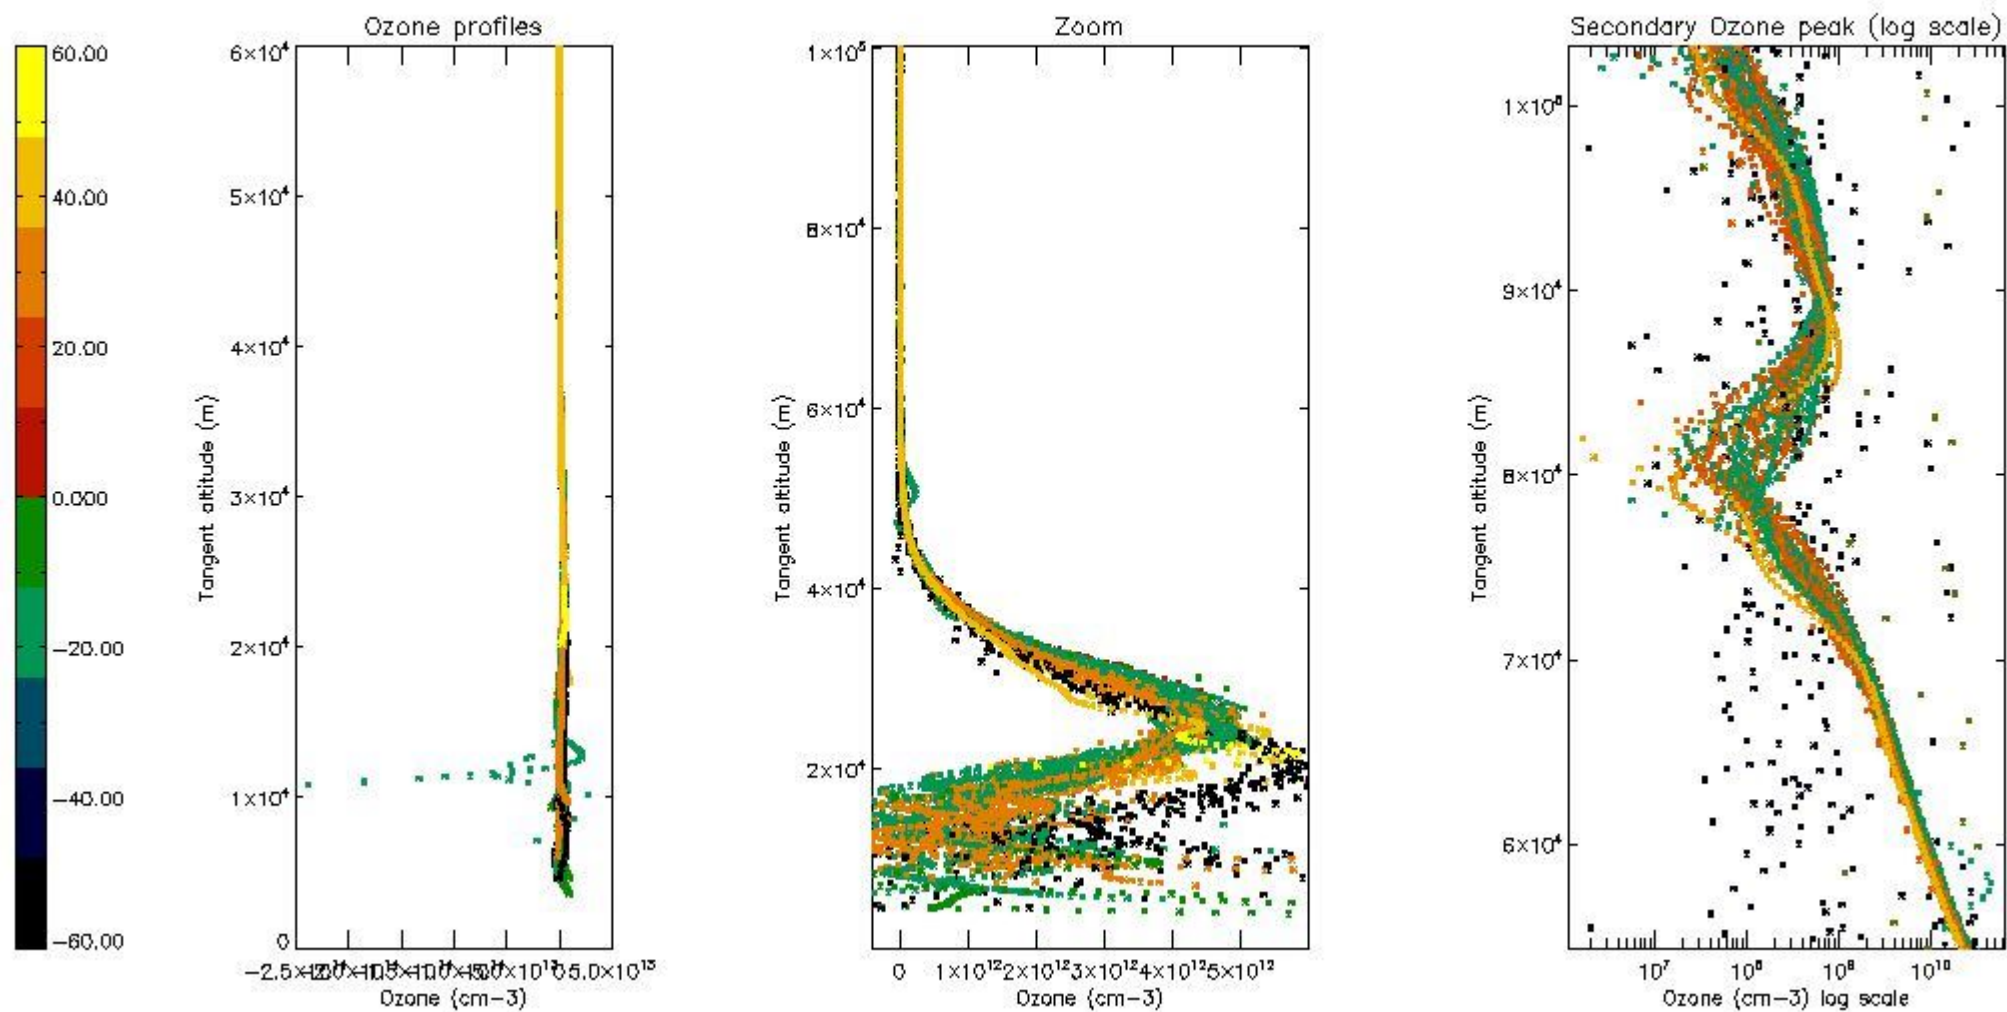 Ozone profiles
Zoom
Secondary Ozone peak (log scale)
60.00
40.00
20.00
−20.00
−40.00
−60.00
6×10⁴
5×10⁴
4×10⁴
3×10⁴
2×10⁴
1×10⁴
0
Tangent altitude (m)
5.0×10¹³
Ozone (cm−3)
1×10⁵
8×10⁴
6×10⁴
4×10⁴
2×10⁴
Tangent altitude (m)
0 1×10¹² 2×10¹² 3×10¹² 4×10¹² 5×10¹²
Ozone (cm−3)
9×10⁴
8×10⁴
7×10⁴
6×10⁴
Tangent altitude (m)
10⁷ 10⁸ 10⁹ 10¹⁰
Ozone (cm−3) log scale